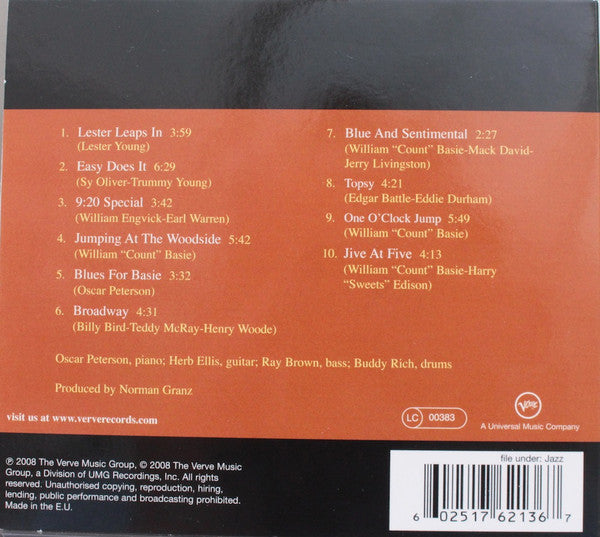 1. Lester Leaps In 3:59
(Lester Young)
2. Easy Does It 6:29
(Sy Oliver-Trummy Young)
3. 9:20 Special 3:42
(William Engvick-Earl Warren)
4. Jumping At The Woodside 5:42
(William “Count” Basie)
5. Blues For Basie 3:32
(Oscar Peterson)
6. Broadway 4:31
(Billy Bird-Teddy McRay-Henry Woode)
7. Blue And Sentimental 2:27
(William “Count” Basie-Mack David-
Jerry Livingston)
8. Topsy 4:21
(Edgar Battle-Eddie Durham)
9. One O’Clock Jump 5:49
(William “Count” Basie)
10. Jive At Five 4:13
(William “Count” Basie-Harry
“Sweets” Edison)
Oscar Peterson, piano; Herb Ellis, guitar; Ray Brown, bass; Buddy Rich, drums
Produced by Norman Granz
visit us at www.ververecords.com
LC 00383
Verve
A Universal Music Company
℗ 2008 The Verve Music Group, © 2008 The Verve Music
Group, a Division of UMG Recordings, Inc. All rights
reserved. Unauthorised copying, reproduction, hiring,
lending, public performance and broadcasting prohibited.
Made in the E.U.
file under: Jazz
6 02517 62136 7